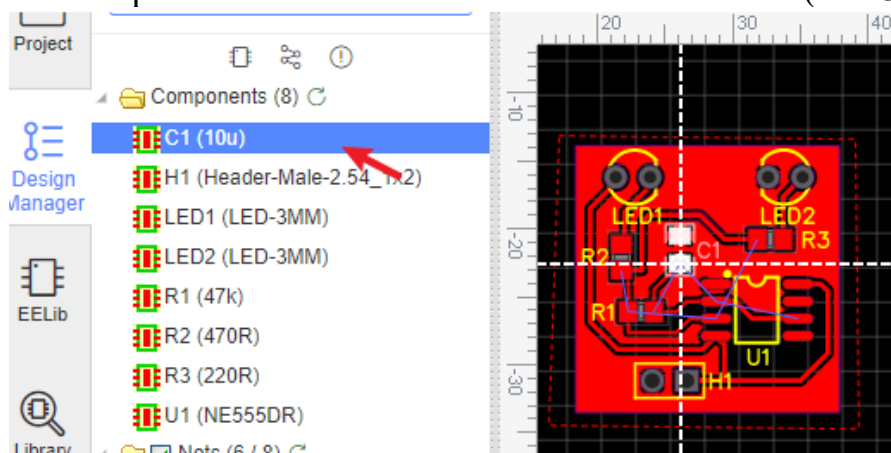 Project
Components (8)
C1 (10u)
Design
Manager
H1 (Header-Male-2.54_1x2)
LED1 (LED-3MM)
LED2 (LED-3MM)
EELib
R1 (47k)
R2 (470R)
R3 (220R)
U1 (NE555DR)
Library
Nets (6 / 8)
20
30
40
-10
-20
-30
LED1
LED2
R2
C1
R3
R1
U1
H1